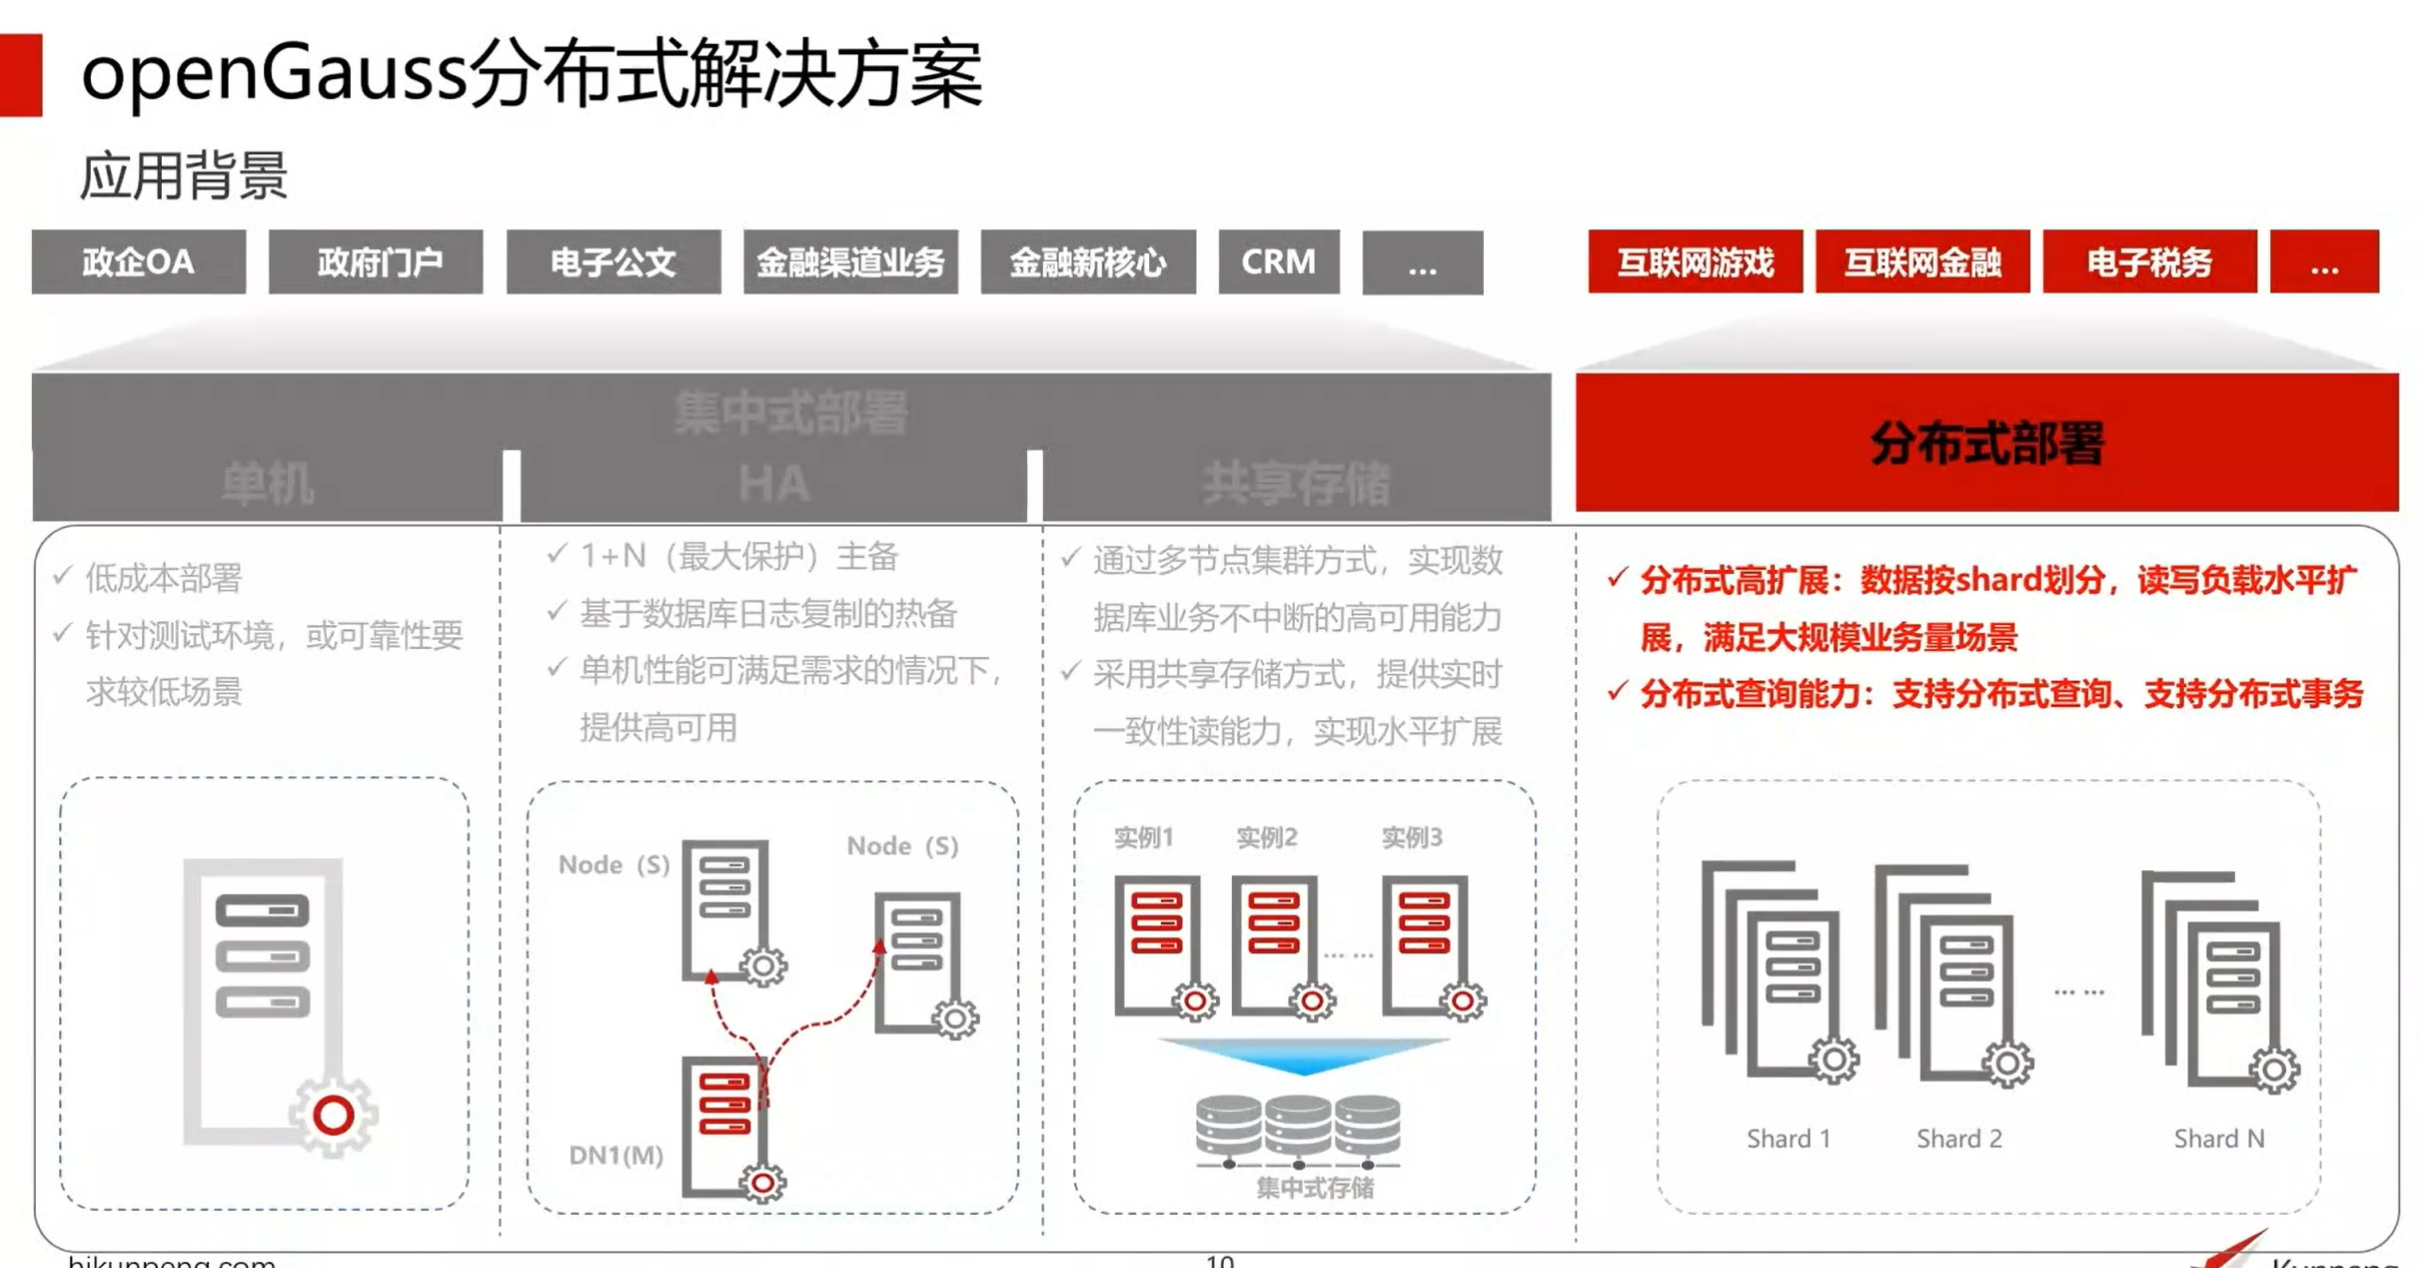 openGauss分布式解决方案
应用背景
政企OA
政府门户
电子公文
金融渠道业务
金融新核心
CRM
...
互联网游戏
互联网金融
电子税务
...
集中式部署
单机
HA
共享存储
分布式部署
✓ 低成本部署
✓ 针对测试环境，或可靠性要
求较低场景
✓ 1+N（最大保护）主备
✓ 基于数据库日志复制的热备
✓ 单机性能可满足需求的情况下，
提供高可用
✓ 通过多节点集群方式，实现数
据库业务不中断的高可用能力
✓ 采用共享存储方式，提供实时
一致性读能力，实现水平扩展
✓ 分布式高扩展：数据按shard划分，读写负载水平扩
展，满足大规模业务量场景
✓ 分布式查询能力：支持分布式查询、支持分布式事务
Node（S）
Node（S）
DN1(M)
实例1
实例2
实例3
... ...
集中式存储
... ...
Shard 1
Shard 2
Shard N
hikunpeng.com
10
Kunpeng